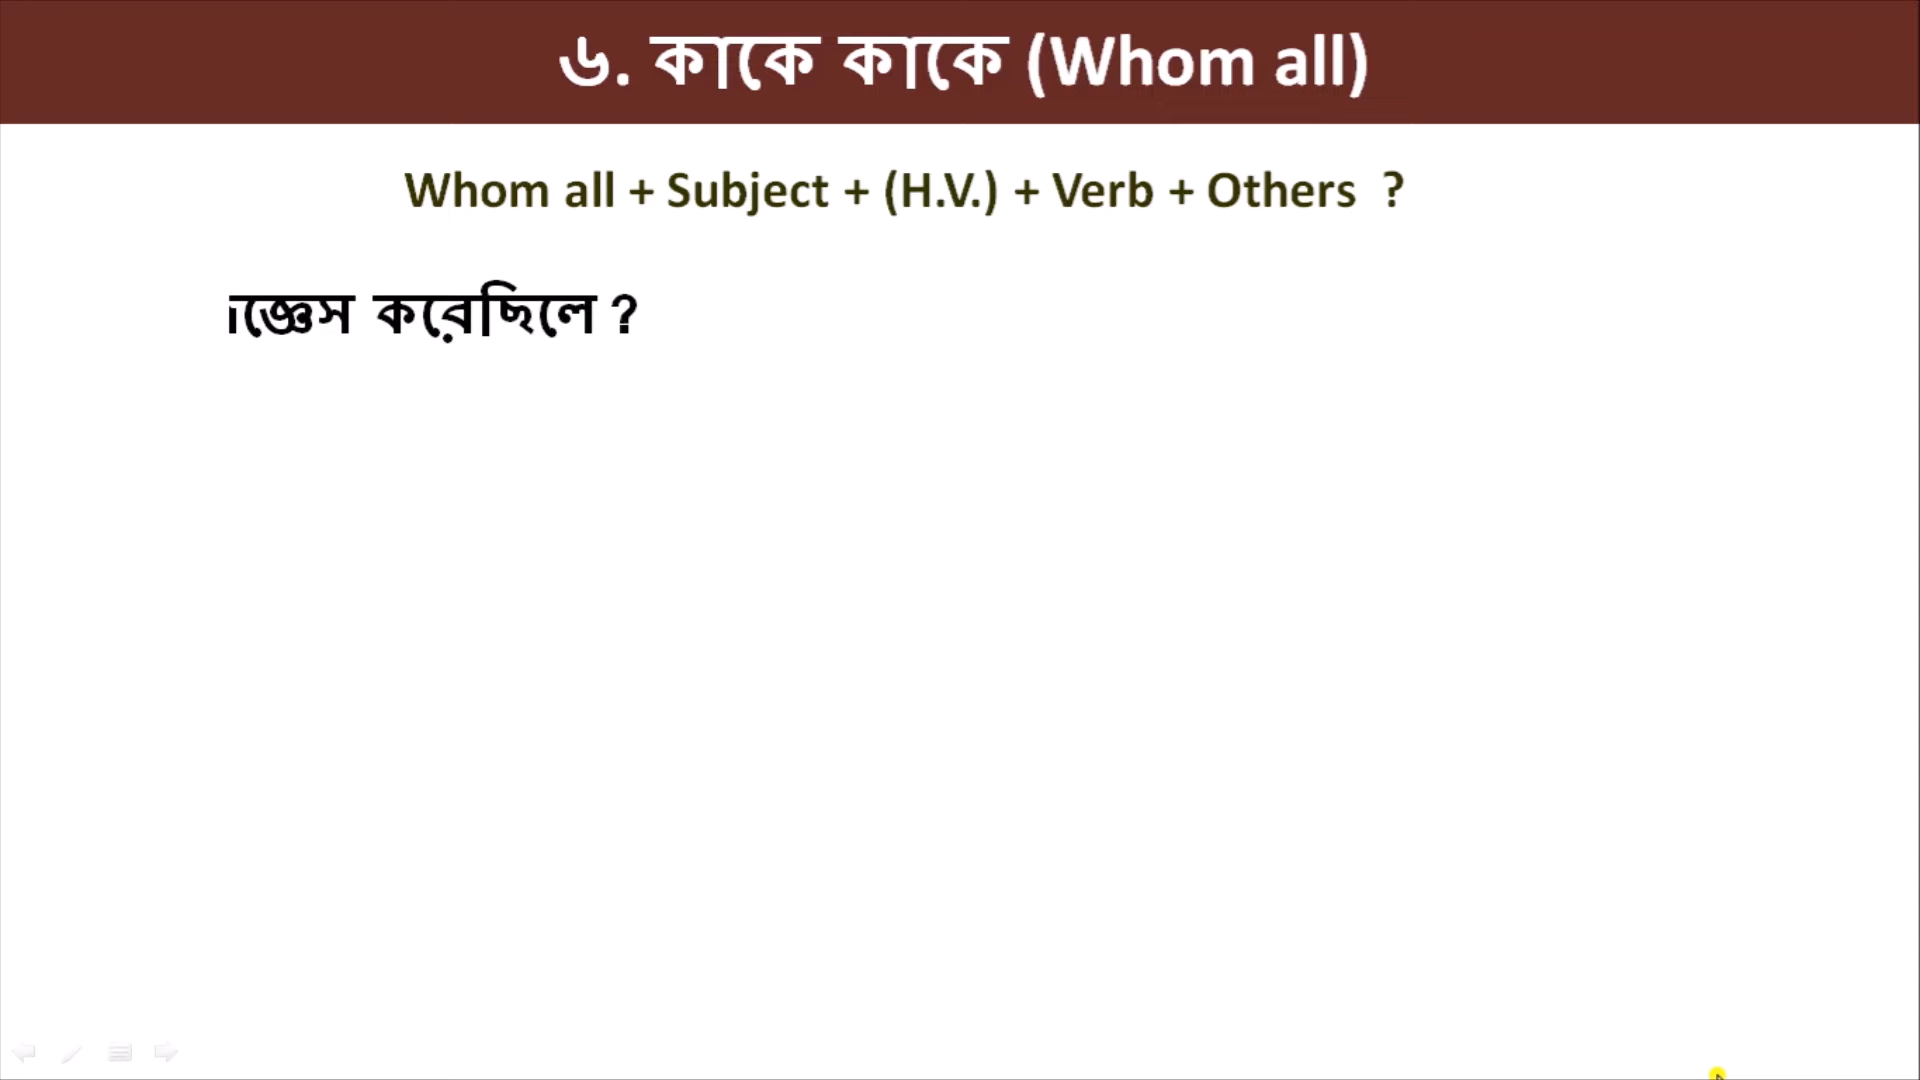 ৬. কাকে কাকে (Whom all)
Whom all + Subject + (H.V.) + Verb + Others ?
করেছিলে ?